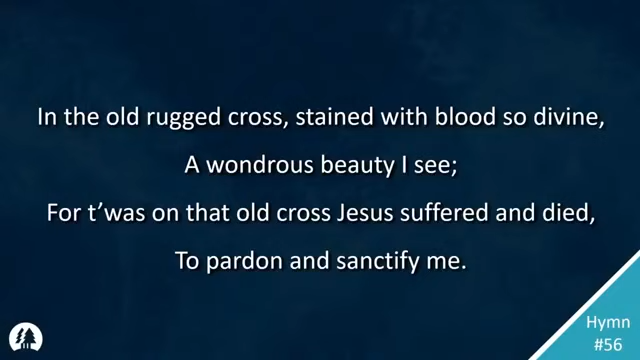 In the old rugged cross, stained with blood so divine,
A wondrous beauty I see;
For t’was on that old cross Jesus suffered and died,
To pardon and sanctify me.
Hymn
#56